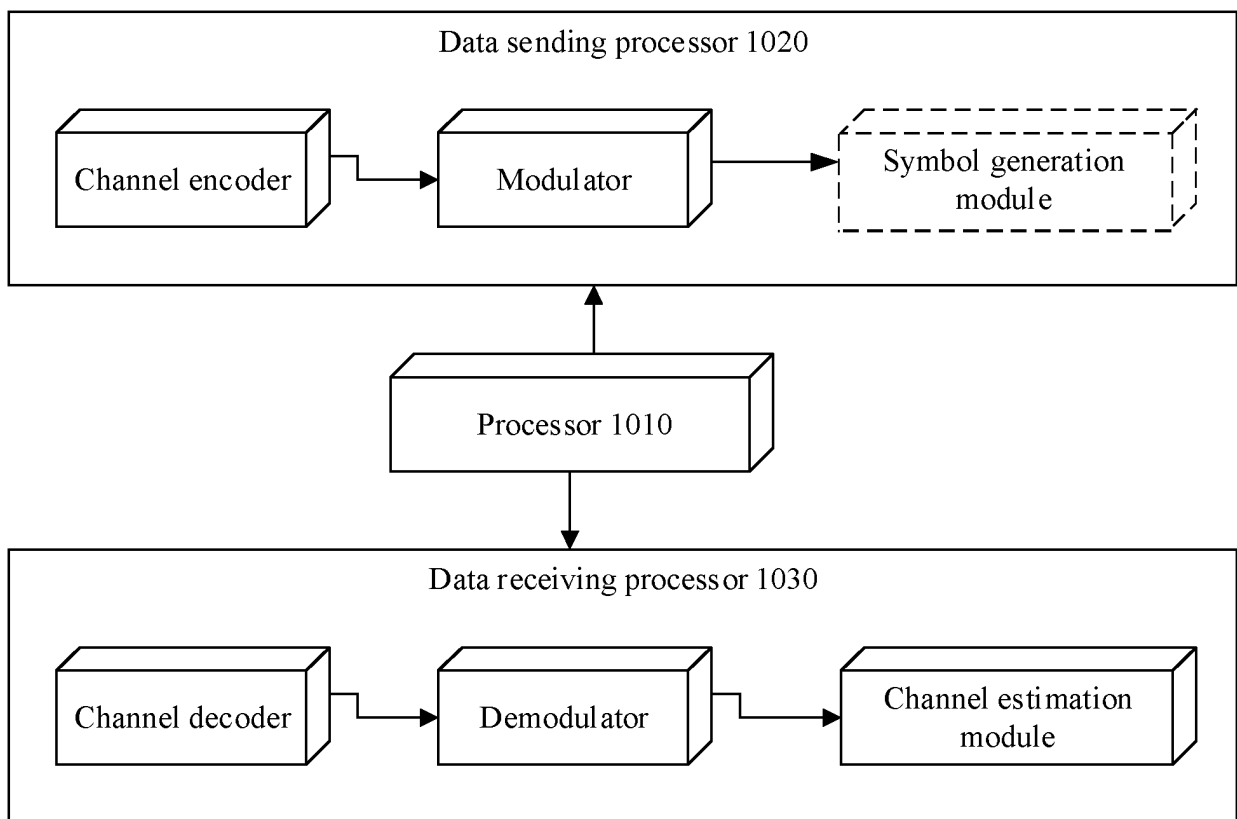 Data sending processor 1020
Channel encoder
Modulator
Symbol generation
module
Processor 1010
Data receiving processor 1030
Channel decoder
Demodulator
Channel estimation
module